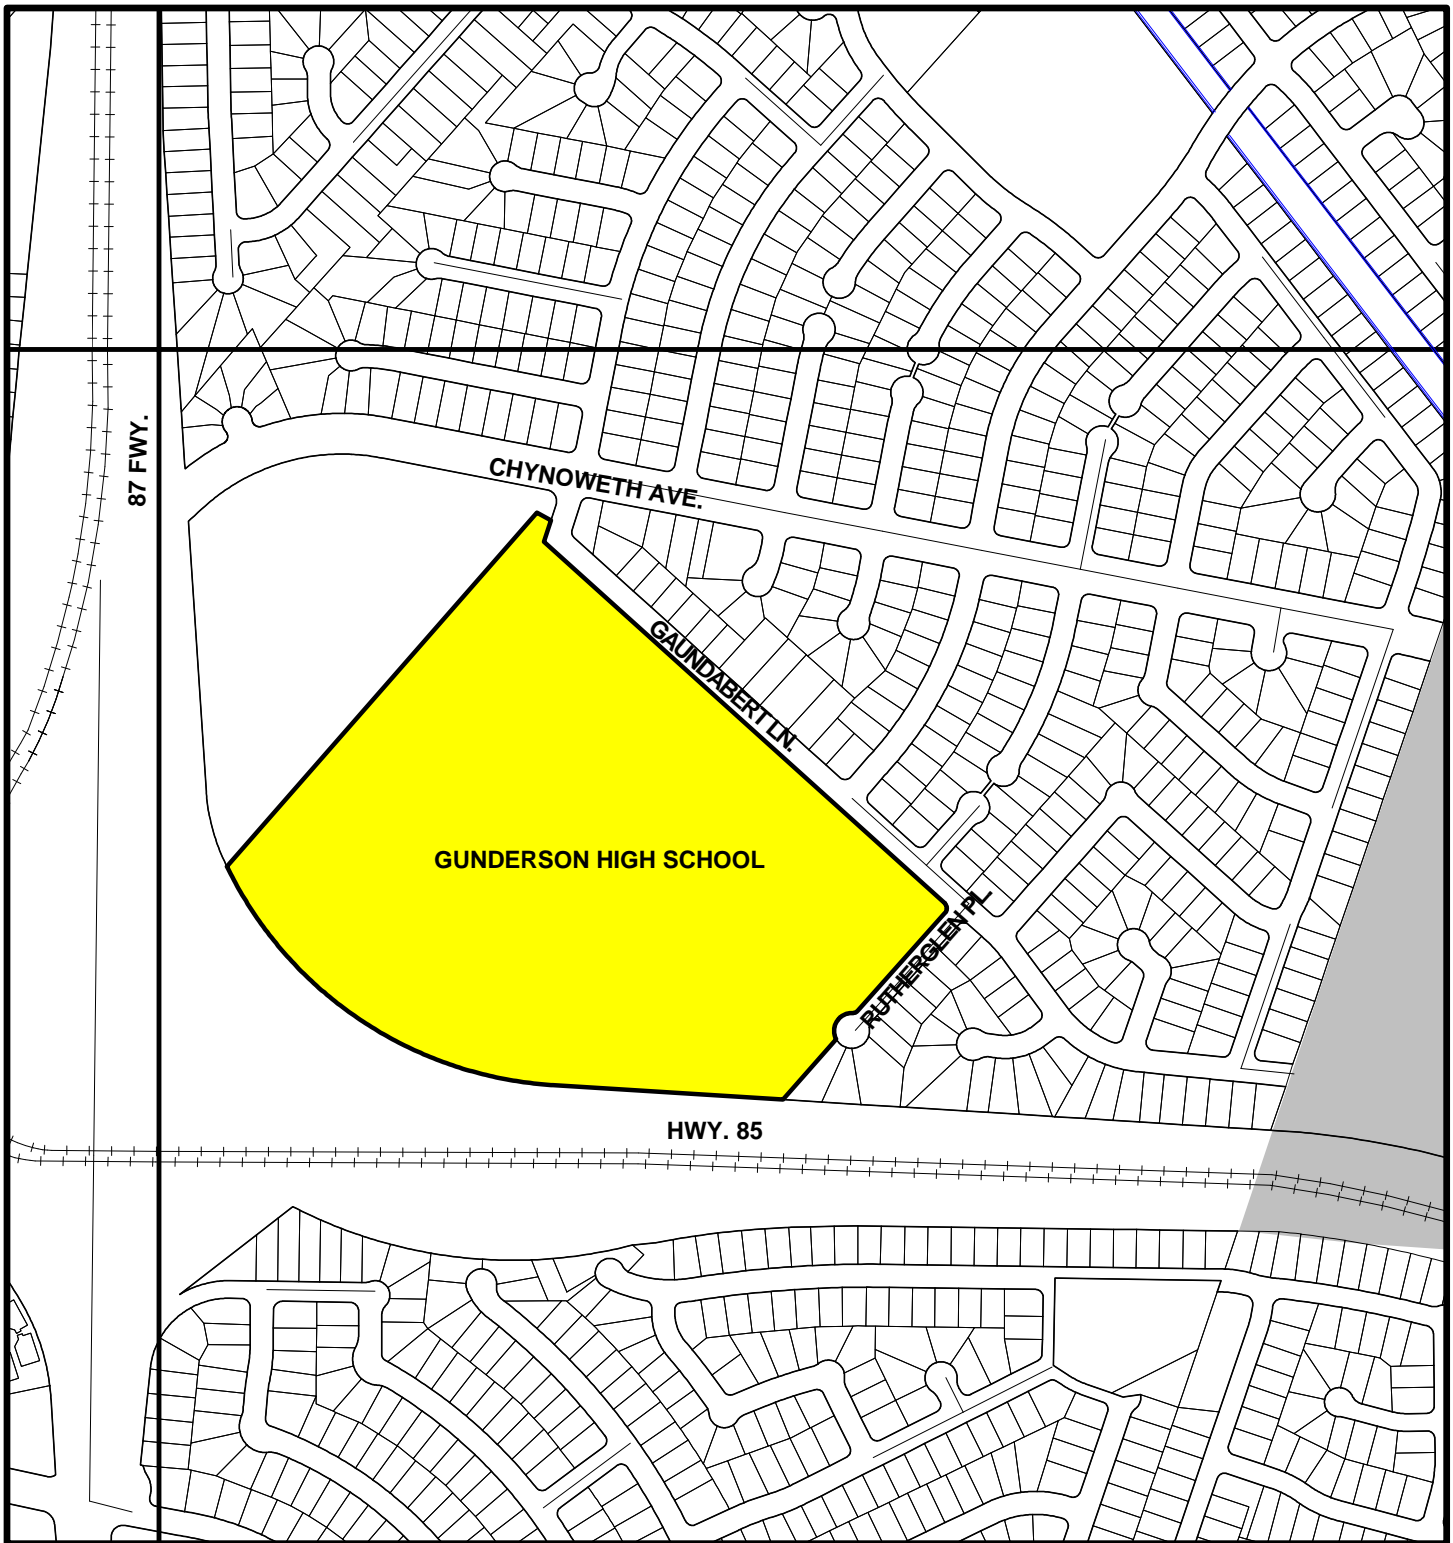 87 FWY.
CHYNOWETH AVE.
GAUNDABERT LN.
GUNDERSON HIGH SCHOOL
RUTHERGLEN PL.
HWY. 85